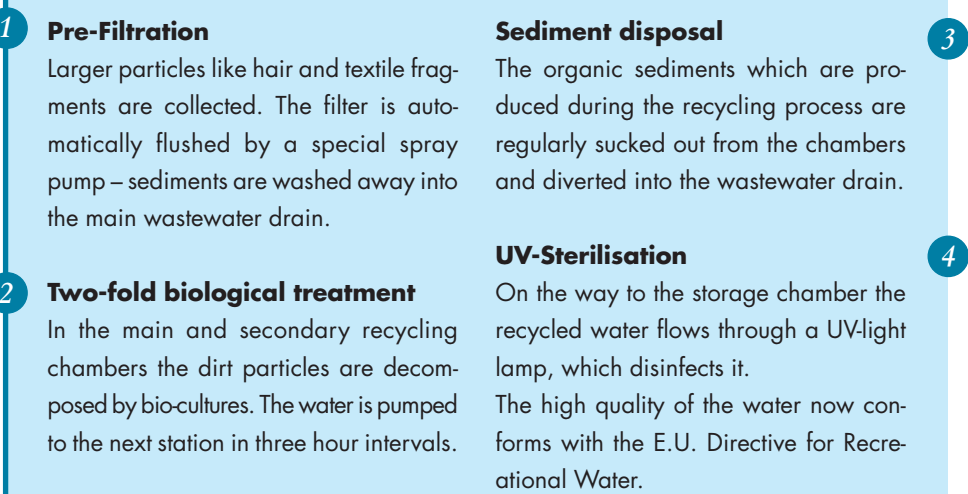 1
Pre-Filtration
Larger particles like hair and textile frag-
ments are collected. The filter is auto-
matically flushed by a special spray
pump – sediments are washed away into
the main wastewater drain.
2
Two-fold biological treatment
In the main and secondary recycling
chambers the dirt particles are decom-
posed by bio-cultures. The water is pumped
to the next station in three hour intervals.
Sediment disposal
3
The organic sediments which are pro-
duced during the recycling process are
regularly sucked out from the chambers
and diverted into the wastewater drain.
UV-Sterilisation
4
On the way to the storage chamber the
recycled water flows through a UV-light
lamp, which disinfects it.
The high quality of the water now con-
forms with the E.U. Directive for Recre-
ational Water.